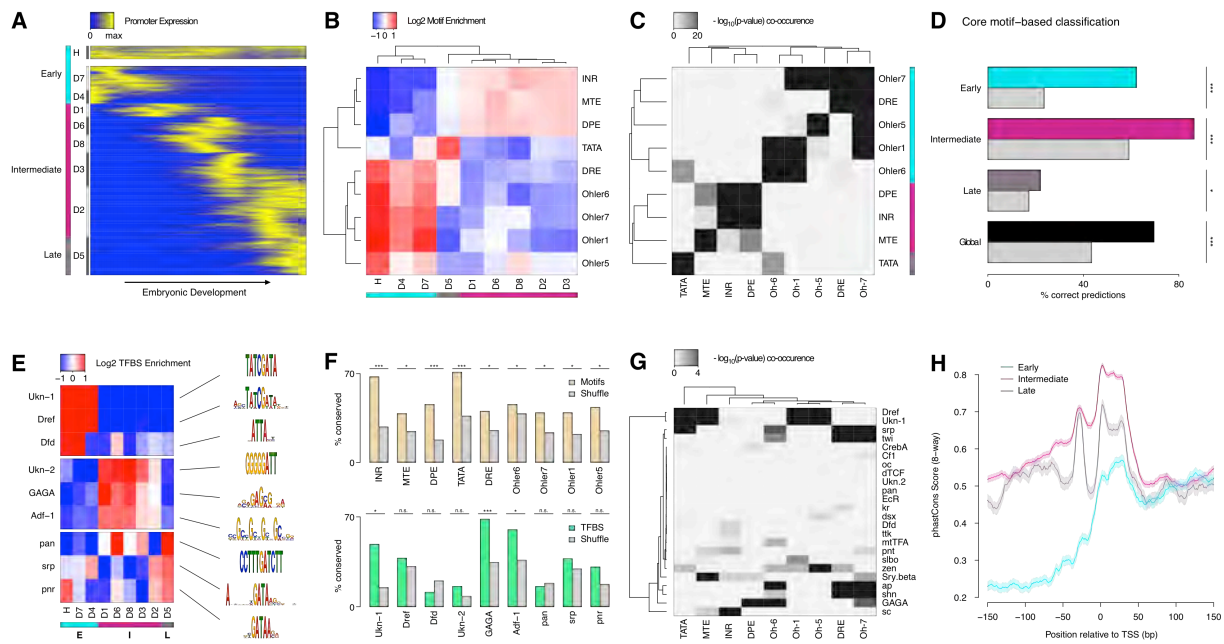 A
Promoter Expression
0 max
Early
Intermediate
Late
H
D7
D4
D1
D6
D8
D3
D2
D5
Embryonic Development
B
Log2 Motif Enrichment
−1 0 1
INR
MTE
DPE
TATA
DRE
Ohler6
Ohler7
Ohler1
Ohler5
H D4 D7 D5 D1 D6 D8 D2 D3
C
- log10(p-value) co-occurence
0 20
Ohler7
DRE
Ohler5
Ohler1
Ohler6
DPE
INR
MTE
TATA
TATA MTE INR DPE Oh-6 Oh-1 Oh-5 DRE Oh-7
D
Core motif-based classification
Early
Intermediate
Late
Global
***
***
*
***
0 40 80
% correct predictions
E
Log2 TFBS Enrichment
−1 0 1
Ukn-1
Dref
Dfd
Ukn-2
GAGA
Adf-1
pan
srp
pnr
H D7 D4 D1 D6 D8 D3 D2 D5
E I L
TATCGATA
TATCGATA
ATTA
GGGGGATT
GAGCG
CCTTTGATCTT
GATAA
GATAA
F
70
% conserved
0
*** * *** *** * * * * *
Motifs
Shuffle
INR MTE DPE TATA DRE Ohler6 Ohler7 Ohler1 Ohler5
70
% conserved
0
* n.s. n.s. n.s. *** * n.s. n.s. n.s.
TFBS
Shuffle
Ukn-1 Dref Dfd Ukn-2 GAGA Adf-1 pan srp pnr
G
- log10(p-value) co-occurence
0 4
Dref
Ukn-1
srp
twi
CrebA
Cf1
oc
dTCF
Ukn.2
pan
EcR
kr
dsx
Dfd
ttk
mtTFA
pnt
slbo
zen
Sry.beta
ap
shn
GAGA
sc
TATA MTE INR DPE Oh-6 Oh-1 Oh-5 DRE Oh-7
H
Early
Intermediate
Late
phastCons Score (8-way)
0.8
0.7
0.6
0.5
0.4
0.3
0.2
−150 −100 −50 0 50 100 150
Position relative to TSS (bp)